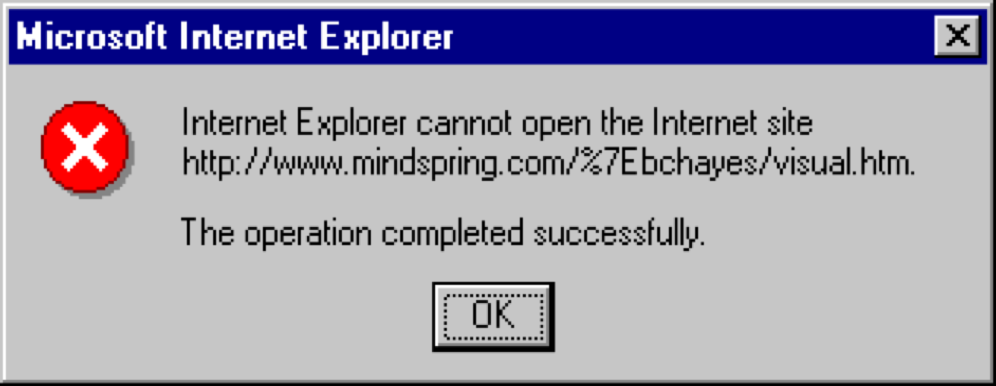 Microsoft Internet Explorer
Internet Explorer cannot open the Internet site
http://www.mindspring.com/%7Ebchayes/visual.htm.
The operation completed successfully.
OK